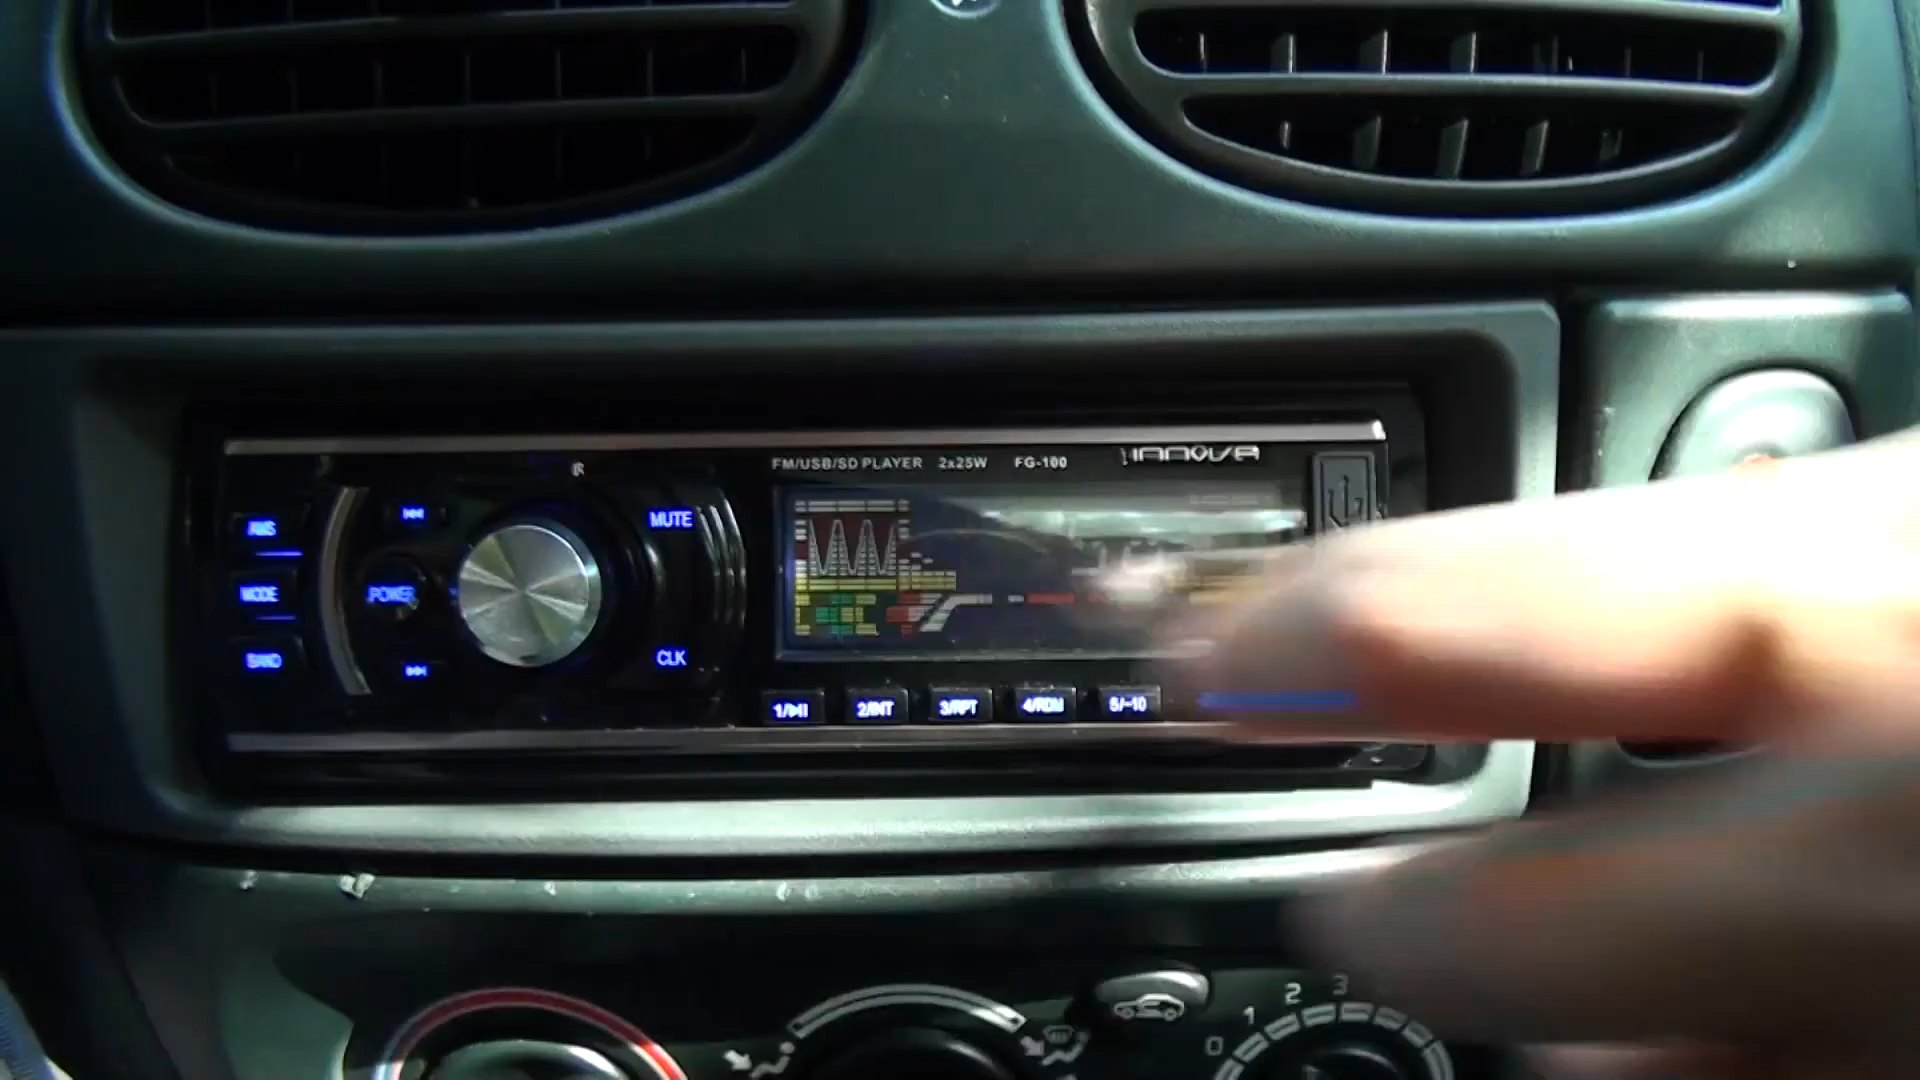 FM/USB/SD PLAYER 2x25W FG-100 INNOVA
AMS
MUTE
MODE
POWER
BAND
CLK
1/⏯ 2/INT 3/RPT 4/RDM 5/-10
0 1 2 3